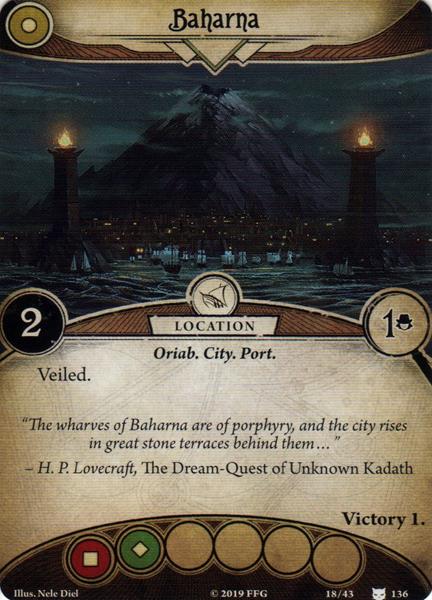 Baharna
2
LOCATION
1
Oriab. City. Port.
Veiled.
“The wharves of Baharna are of porphyry, and the city rises
in great stone terraces behind them…”
– H. P. Lovecraft, The Dream-Quest of Unknown Kadath
Victory 1.
Illus. Nele Diel
© 2019 FFG
18/43
136